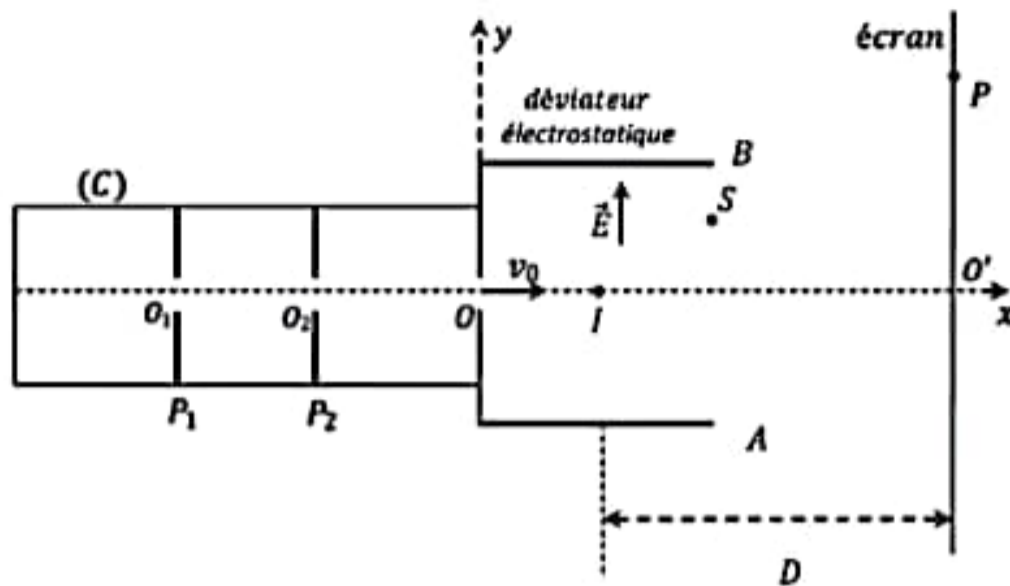 y
écran
P
déviateur
électrostatique
B
(C)
S
E⃗
v₀
O'
O₁
O₂
O
I
x
P₁
P₂
A
D